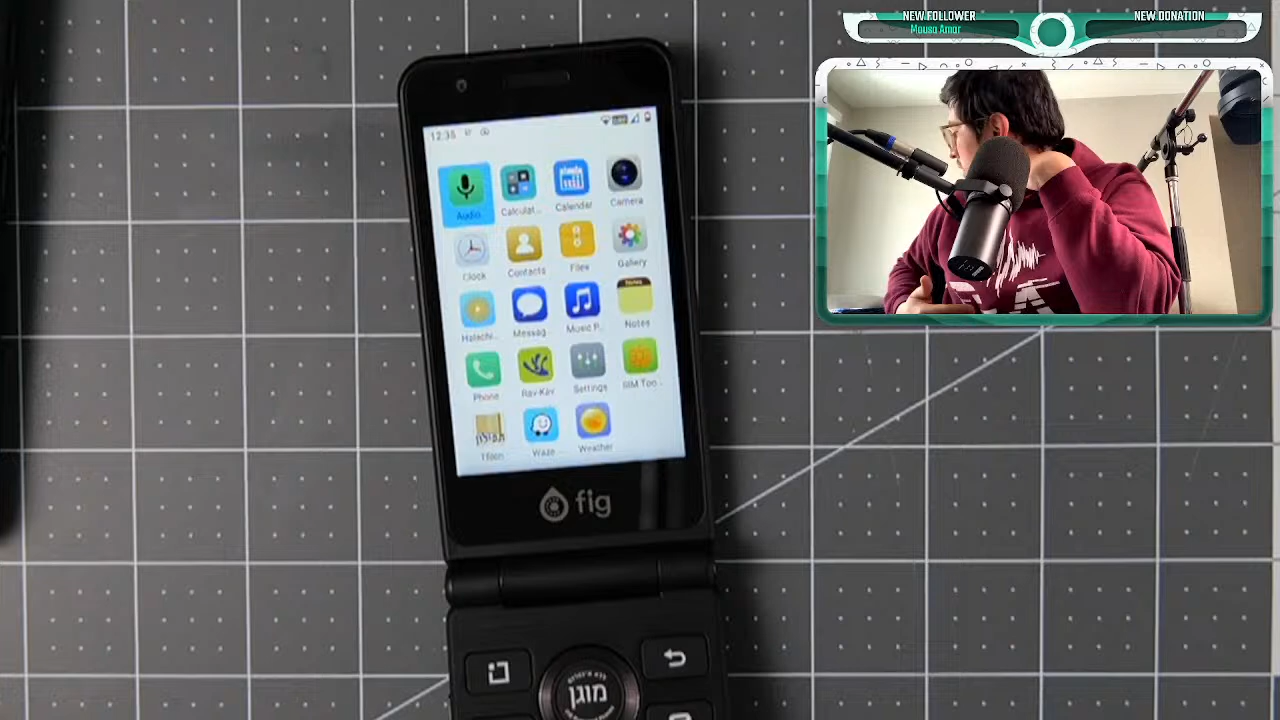 NEW FOLLOWER
Mousa Amar
NEW DONATION
12:35
Audio
Calculat...
Calendar
Camera
Clock
Contacts
Files
Gallery
Halachi...
Messag...
Music P...
Notes
Phone
Rav-Kav
Settings
SIM Too...
Tfilon
Waze
Weather
fig
מוגן